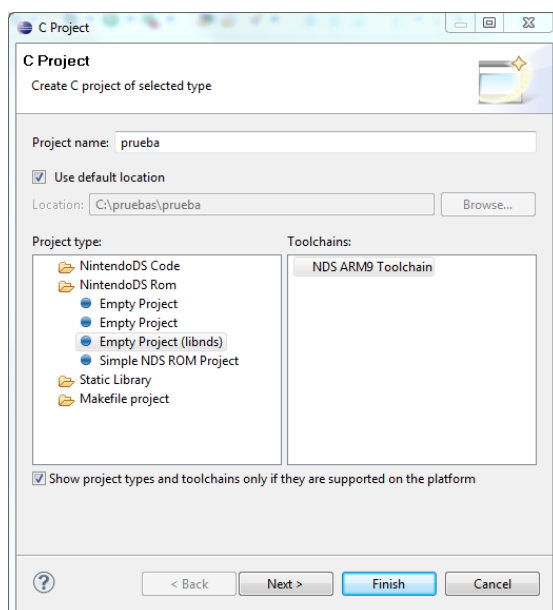 C Project
C Project
Create C project of selected type
Project name: prueba
Use default location
Location: C:\pruebas\prueba Browse...
Project type: Toolchains:
NintendoDS Code NDS ARM9 Toolchain
NintendoDS Rom
Empty Project
Empty Project
Empty Project (libnds)
Simple NDS ROM Project
Static Library
Makefile project
Show project types and toolchains only if they are supported on the platform
? < Back Next > Finish Cancel